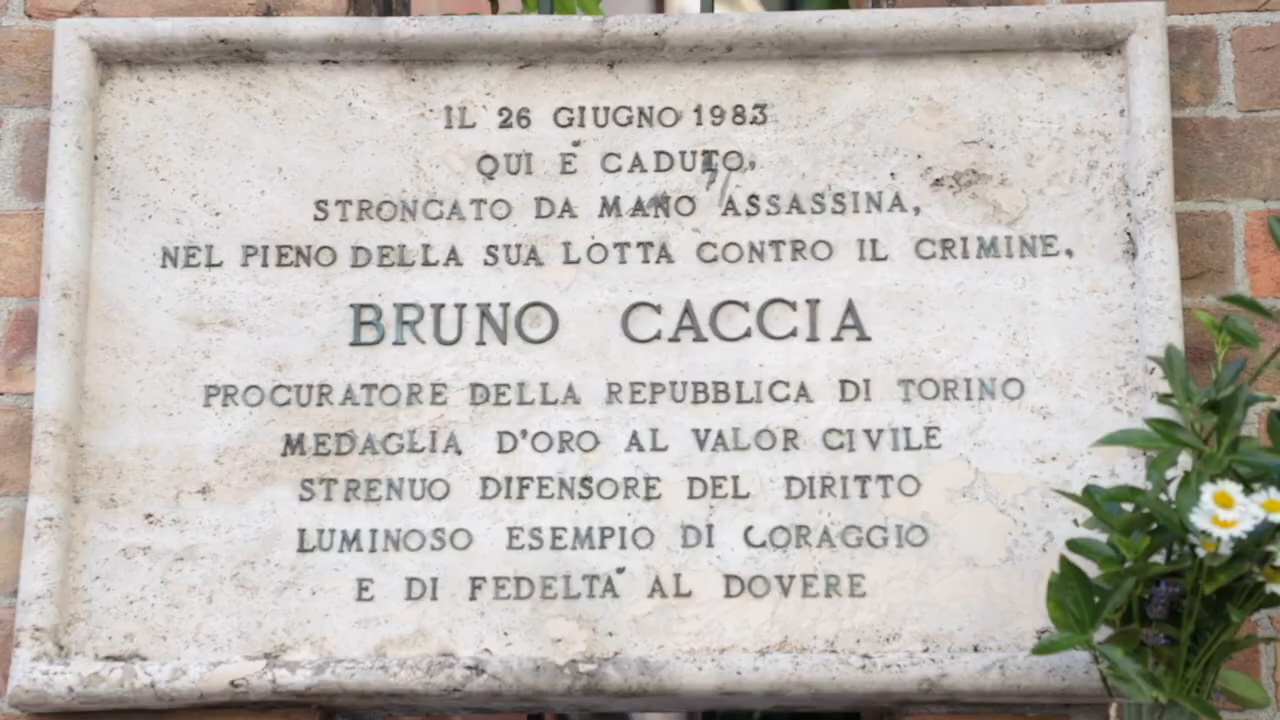 IL 26 GIUGNO 1983
QUI È CADUTO,
STRONCATO DA MANO ASSASSINA,
NEL PIENO DELLA SUA LOTTA CONTRO IL CRIMINE,
BRUNO CACCIA
PROCURATORE DELLA REPUBBLICA DI TORINO
MEDAGLIA D'ORO AL VALOR CIVILE
STRENUO DIFENSORE DEL DIRITTO
LUMINOSO ESEMPIO DI CORAGGIO
E DI FEDELTA' AL DOVERE